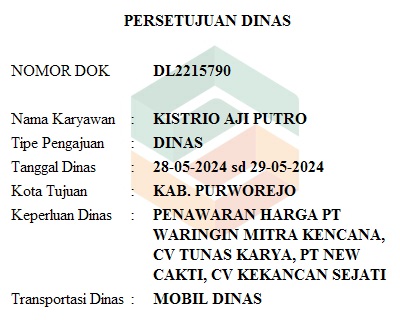 PERSETUJUAN DINAS
NOMOR DOK DL2215790
Nama Karyawan : KISTRIO AJI PUTRO
Tipe Pengajuan : DINAS
Tanggal Dinas : 28-05-2024 sd 29-05-2024
Kota Tujuan : KAB. PURWOREJO
Keperluan Dinas : PENAWARAN HARGA PT
WARINGIN MITRA KENCANA,
CV TUNAS KARYA, PT NEW
CAKTI, CV KEKANCAN SEJATI
Transportasi Dinas : MOBIL DINAS